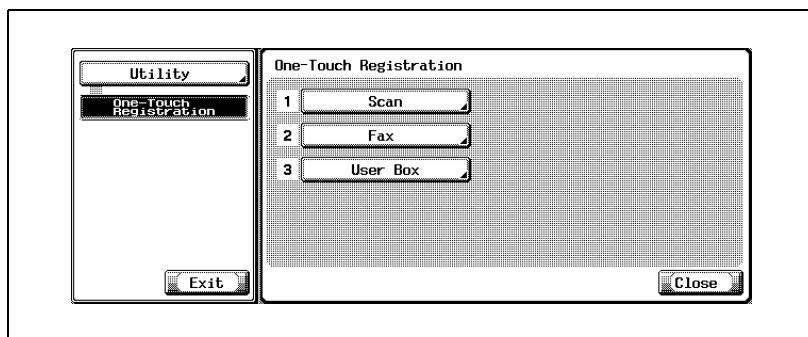 Utility
One-Touch
Registration
Exit
One-Touch Registration
1 Scan
2 Fax
3 User Box
Close